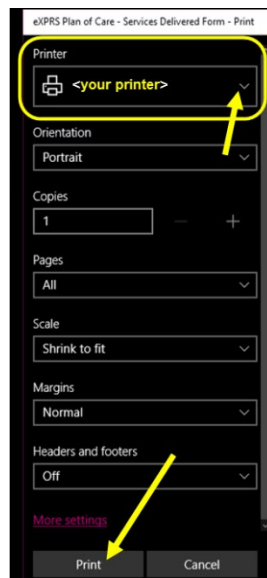 eXPRS Plan of Care - Services Delivered Form - Print
Printer
<your printer>
Orientation
Portrait
Copies
1
Pages
All
Scale
Shrink to fit
Margins
Normal
Headers and footers
Off
More settings
Print Cancel